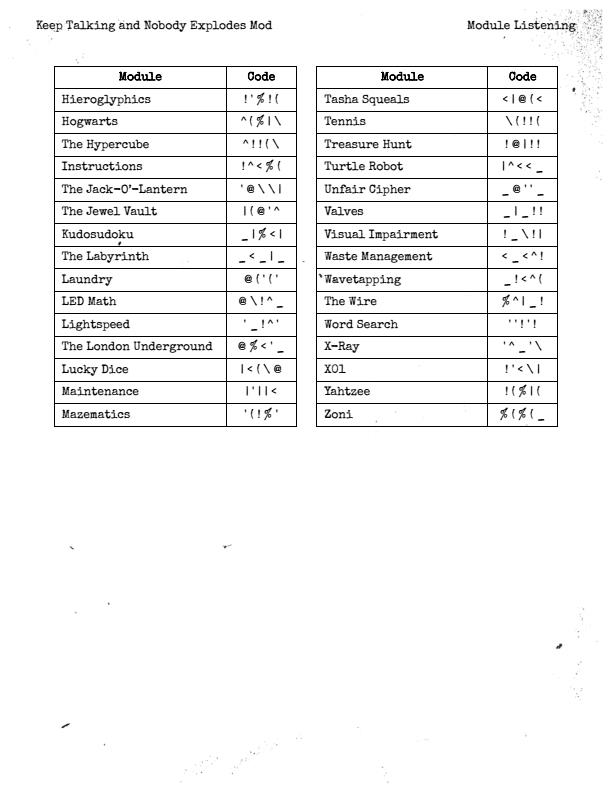 Keep Talking and Nobody Explodes Mod
Module Listening
Module Code
Hieroglyphics !'%!(
Hogwarts ^(%|\
The Hypercube ^!!(\
Instructions !^<%(
The Jack-O'-Lantern '@\\|
The Jewel Vault |(@'^
Kudosudoku _|%<|
The Labyrinth _<_|_
Laundry @('('
LED Math @\!^_
Lightspeed '_!^'
The London Underground @%<'_
Lucky Dice |<(\@
Maintenance |'||<
Mazematics '(!%'
Module Code
Tasha Squeals <|@(<
Tennis \(!!(
Treasure Hunt !@|!!
Turtle Robot |^<<_
Unfair Cipher _@''_
Valves _|_!!
Visual Impairment !_\!|
Waste Management <_<^!
Wavetapping _!<^(
The Wire %^|_!
Word Search ''!'!
X-Ray '^_'\
X01 !'<\|
Yahtzee !(%|(
Zoni %(%(_